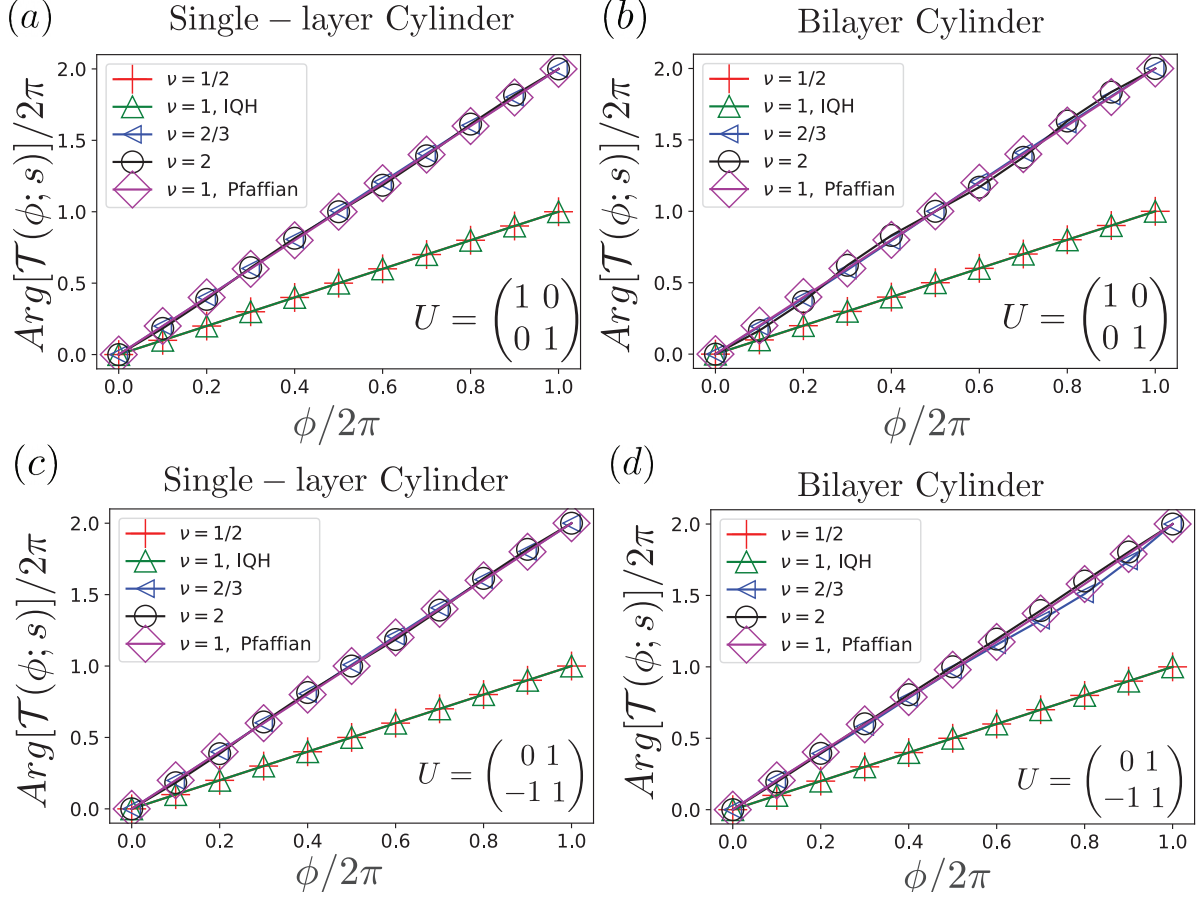 (a) Single – layer Cylinder
Arg[𝒯(ϕ; s)]/2π
2.0
1.5
1.0
0.5
0.0
ν = 1/2
ν = 1, IQH
ν = 2/3
ν = 2
ν = 1, Pfaffian
U = (1 0
0 1)
0.0 0.2 0.4 0.6 0.8 1.0
ϕ/2π
(b) Bilayer Cylinder
Arg[𝒯(ϕ; s)]/2π
2.0
1.5
1.0
0.5
0.0
ν = 1/2
ν = 1, IQH
ν = 2/3
ν = 2
ν = 1, Pfaffian
U = (1 0
0 1)
0.0 0.2 0.4 0.6 0.8 1.0
ϕ/2π
(c) Single – layer Cylinder
Arg[𝒯(ϕ; s)]/2π
2.0
1.5
1.0
0.5
0.0
ν = 1/2
ν = 1, IQH
ν = 2/3
ν = 2
ν = 1, Pfaffian
U = (0 1
−1 1)
0.0 0.2 0.4 0.6 0.8 1.0
ϕ/2π
(d) Bilayer Cylinder
Arg[𝒯(ϕ; s)]/2π
2.0
1.5
1.0
0.5
0.0
ν = 1/2
ν = 1, IQH
ν = 2/3
ν = 2
ν = 1, Pfaffian
U = (0 1
−1 1)
0.0 0.2 0.4 0.6 0.8 1.0
ϕ/2π